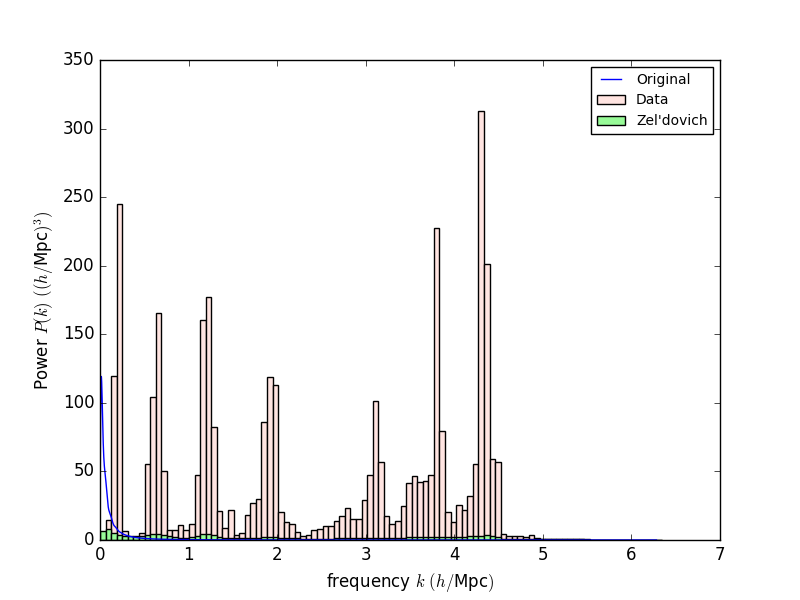 350
300
250
200
150
100
50
0
0 1 2 3 4 5 6 7
Power P(k) ((h/Mpc)³)
frequency k (h/Mpc)
Original
Data
Zel'dovich